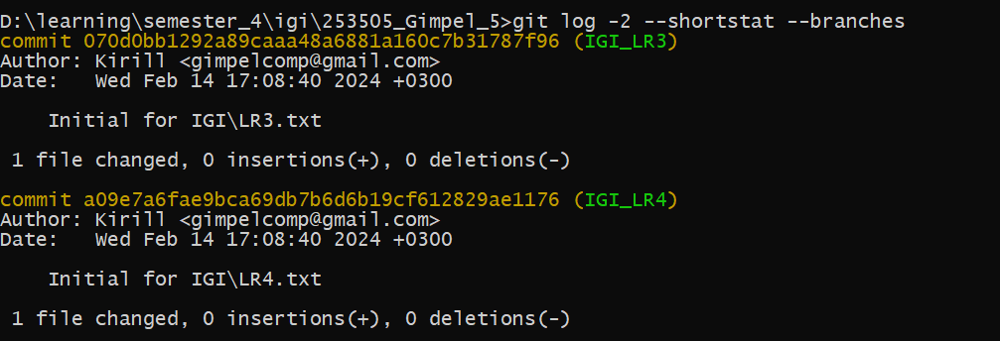 D:\learning\semester_4\igi\253505_Gimpel_5>git log -2 --shortstat --branches
commit 070d0bb1292a89caaa48a6881a160c7b31787f96 (IGI_LR3)
Author: Kirill <gimpelcomp@gmail.com>
Date:   Wed Feb 14 17:08:40 2024 +0300
    Initial for IGI\LR3.txt
 1 file changed, 0 insertions(+), 0 deletions(-)
commit a09e7a6fae9bca69db7b6d6b19cf612829ae1176 (IGI_LR4)
Author: Kirill <gimpelcomp@gmail.com>
Date:   Wed Feb 14 17:08:40 2024 +0300
    Initial for IGI\LR4.txt
 1 file changed, 0 insertions(+), 0 deletions(-)